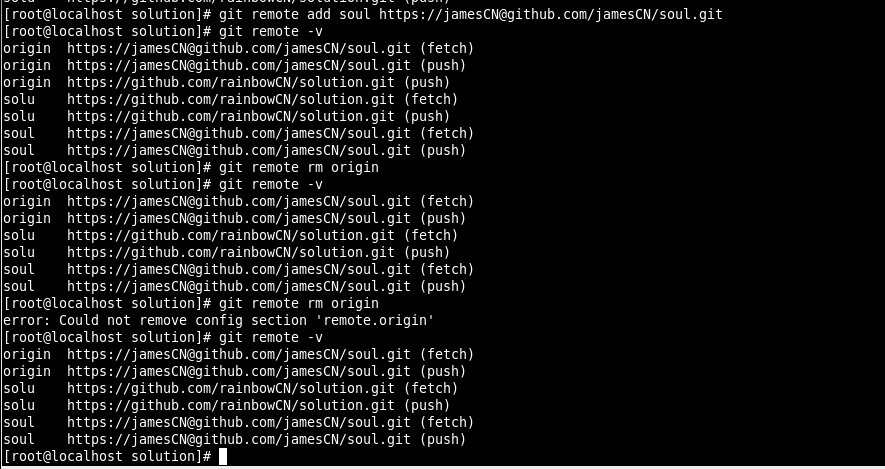 solu    https://github.com/rainbowCN/solution.git (push)
[root@localhost solution]# git remote add soul https://jamesCN@github.com/jamesCN/soul.git
[root@localhost solution]# git remote -v
origin  https://jamesCN@github.com/jamesCN/soul.git (fetch)
origin  https://jamesCN@github.com/jamesCN/soul.git (push)
origin  https://github.com/rainbowCN/solution.git (push)
solu    https://github.com/rainbowCN/solution.git (fetch)
solu    https://github.com/rainbowCN/solution.git (push)
soul    https://jamesCN@github.com/jamesCN/soul.git (fetch)
soul    https://jamesCN@github.com/jamesCN/soul.git (push)
[root@localhost solution]# git remote rm origin
[root@localhost solution]# git remote -v
origin  https://jamesCN@github.com/jamesCN/soul.git (fetch)
origin  https://jamesCN@github.com/jamesCN/soul.git (push)
solu    https://github.com/rainbowCN/solution.git (fetch)
solu    https://github.com/rainbowCN/solution.git (push)
soul    https://jamesCN@github.com/jamesCN/soul.git (fetch)
soul    https://jamesCN@github.com/jamesCN/soul.git (push)
[root@localhost solution]# git remote rm origin
error: Could not remove config section 'remote.origin'
[root@localhost solution]# git remote -v
origin  https://jamesCN@github.com/jamesCN/soul.git (fetch)
origin  https://jamesCN@github.com/jamesCN/soul.git (push)
solu    https://github.com/rainbowCN/solution.git (fetch)
solu    https://github.com/rainbowCN/solution.git (push)
soul    https://jamesCN@github.com/jamesCN/soul.git (fetch)
soul    https://jamesCN@github.com/jamesCN/soul.git (push)
[root@localhost solution]#